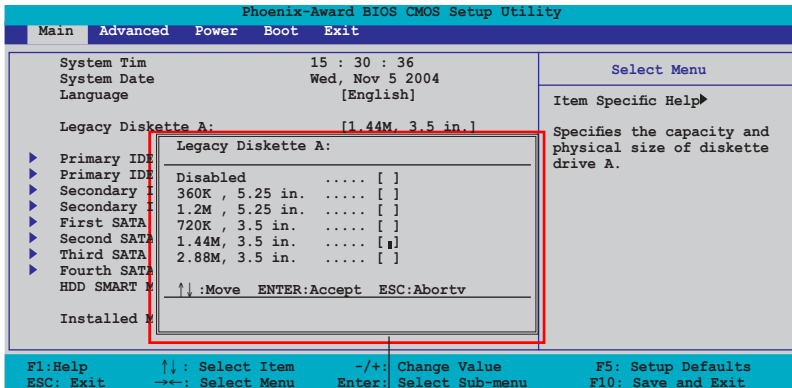 Phoenix-Award BIOS CMOS Setup Utility
Main Advanced Power Boot Exit
System Tim 15 : 30 : 36
System Date Wed, Nov 5 2004
Language [English]
Legacy Diskette A: [1.44M, 3.5 in.]
Primary IDE
Primary IDE
Secondary I
Secondary I
First SATA
Second SATA
Third SATA
Fourth SATA
HDD SMART M
Installed M
Legacy Diskette A:
Disabled ..... [ ]
360K , 5.25 in. ..... [ ]
1.2M , 5.25 in. ..... [ ]
720K , 3.5 in. ..... [ ]
1.44M, 3.5 in. ..... [▪]
2.88M, 3.5 in. ..... [ ]
↑↓ :Move ENTER:Accept ESC:Abortv
Select Menu
Item Specific Help
Specifies the capacity and
physical size of diskette
drive A.
F1:Help ↑↓ : Select Item -/+: Change Value F5: Setup Defaults
ESC: Exit →←: Select Menu Enter: Select Sub-menu F10: Save and Exit